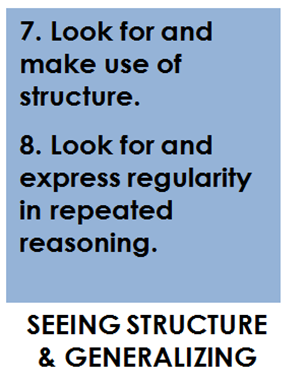 7. Look for and
make use of
structure.
8. Look for and
express regularity
in repeated
reasoning.
SEEING STRUCTURE
& GENERALIZING